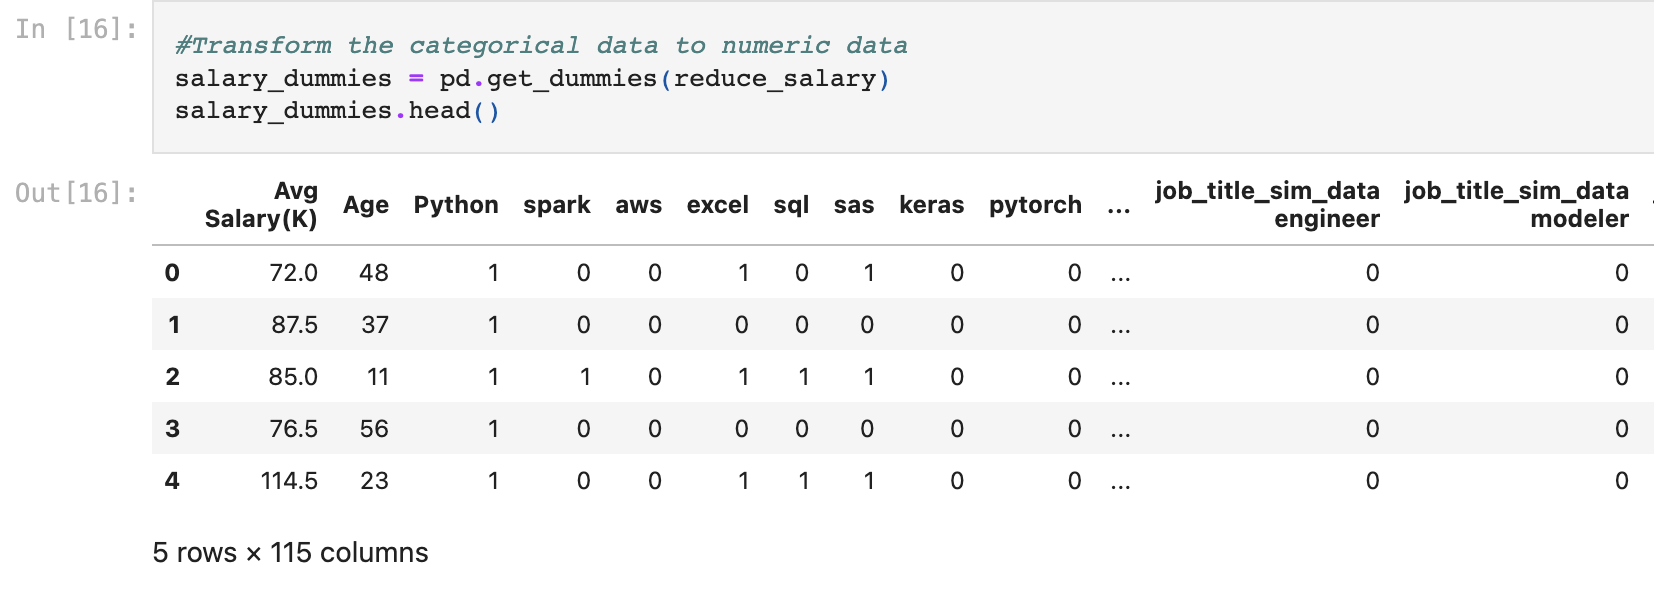 In [16]:
#Transform the categorical data to numeric data
salary_dummies = pd.get_dummies(reduce_salary)
salary_dummies.head()
Out[16]:
Avg Salary(K) Age Python spark aws excel sql sas keras pytorch ... job_title_sim_data engineer job_title_sim_data modeler
0 72.0 48 1 0 0 1 0 1 0 0 ... 0 0
1 87.5 37 1 0 0 0 0 0 0 0 ... 0 0
2 85.0 11 1 1 0 1 1 1 0 0 ... 0 0
3 76.5 56 1 0 0 0 0 0 0 0 ... 0 0
4 114.5 23 1 0 0 1 1 1 0 0 ... 0 0
5 rows × 115 columns